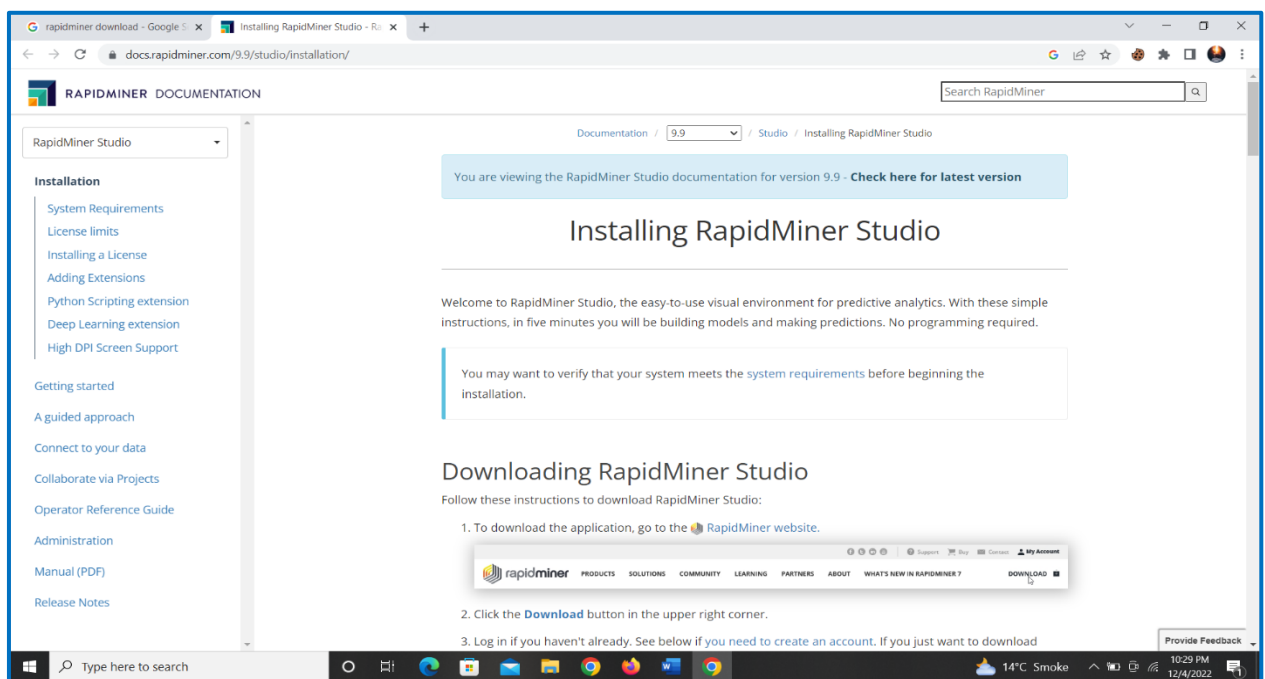 rapidminer download - Google S
Installing RapidMiner Studio - Ra
docs.rapidminer.com/9.9/studio/installation/
RAPIDMINER DOCUMENTATION
Search RapidMiner
RapidMiner Studio
Documentation / 9.9 / Studio / Installing RapidMiner Studio
You are viewing the RapidMiner Studio documentation for version 9.9 - Check here for latest version
Installation
System Requirements
License limits
Installing a License
Adding Extensions
Python Scripting extension
Deep Learning extension
High DPI Screen Support
Getting started
A guided approach
Connect to your data
Collaborate via Projects
Operator Reference Guide
Administration
Manual (PDF)
Release Notes
Installing RapidMiner Studio
Welcome to RapidMiner Studio, the easy-to-use visual environment for predictive analytics. With these simple
instructions, in five minutes you will be building models and making predictions. No programming required.
You may want to verify that your system meets the system requirements before beginning the
installation.
Downloading RapidMiner Studio
Follow these instructions to download RapidMiner Studio:
1. To download the application, go to the RapidMiner website.
Support Buy Contact My Account
rapidminer PRODUCTS SOLUTIONS COMMUNITY LEARNING PARTNERS ABOUT WHAT'S NEW IN RAPIDMINER 7 DOWNLOAD
2. Click the Download button in the upper right corner.
3. Log in if you haven't already. See below if you need to create an account. If you just want to download
Provide Feedback
Type here to search
14°C Smoke
10:29 PM
12/4/2022
1